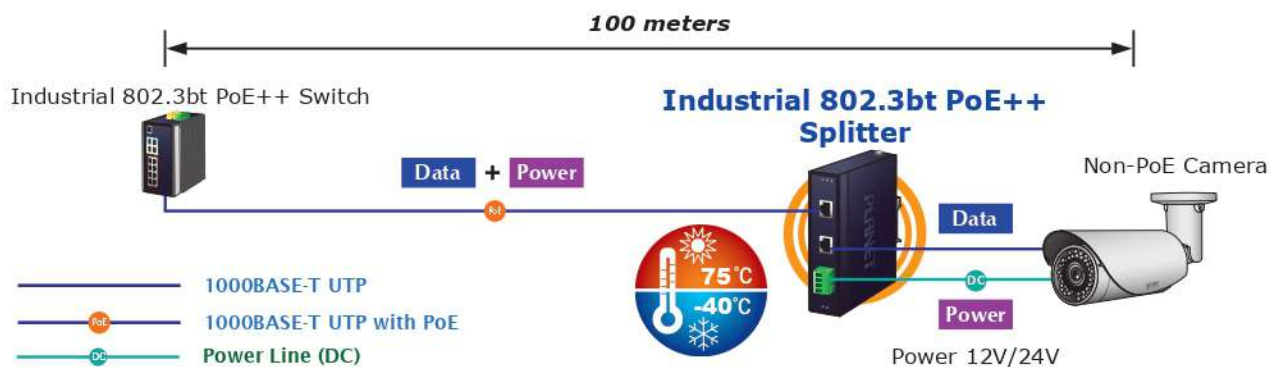 100 meters
Industrial 802.3bt PoE++ Switch
Industrial 802.3bt PoE++
Splitter
Data + Power
PoE
Non-PoE Camera
PLANET
Data
DC
Power
Power 12V/24V
75°C
-40°C
1000BASE-T UTP
PoE
1000BASE-T UTP with PoE
DC
Power Line (DC)